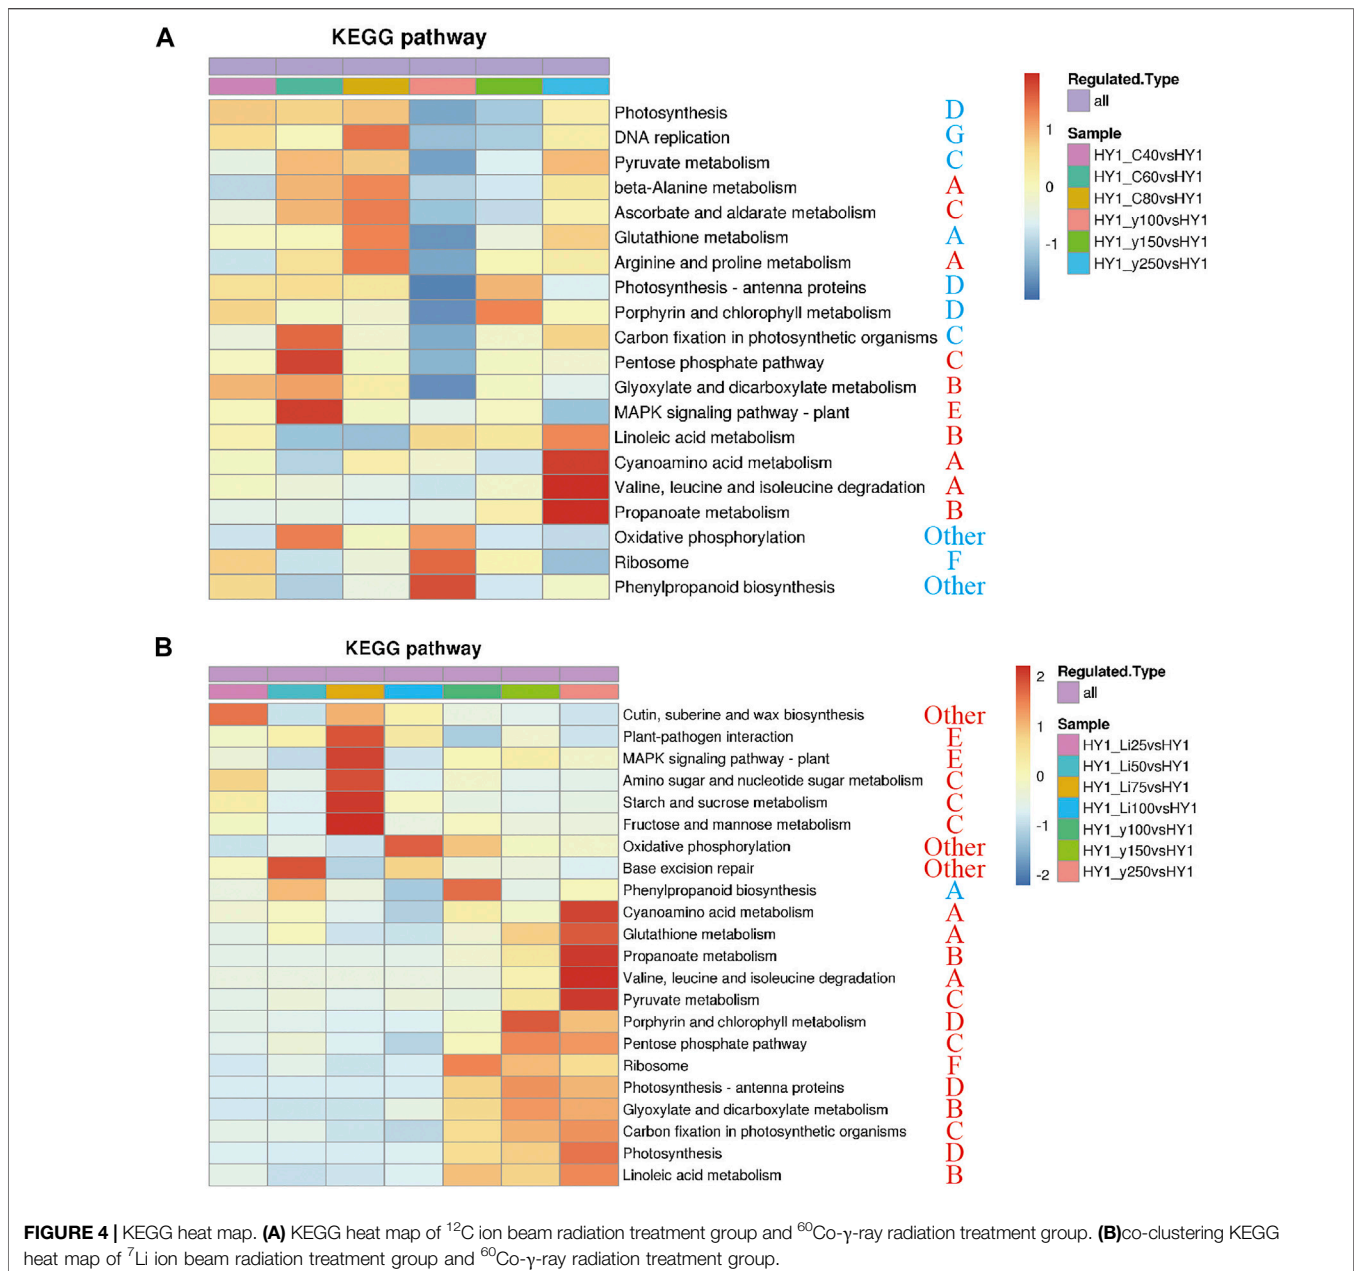 A
KEGG pathway
Photosynthesis D
DNA replication G
Pyruvate metabolism C
beta-Alanine metabolism A
Ascorbate and aldarate metabolism C
Glutathione metabolism A
Arginine and proline metabolism A
Photosynthesis - antenna proteins D
Porphyrin and chlorophyll metabolism D
Carbon fixation in photosynthetic organisms C
Pentose phosphate pathway C
Glyoxylate and dicarboxylate metabolism B
MAPK signaling pathway - plant E
Linoleic acid metabolism B
Cyanoamino acid metabolism A
Valine, leucine and isoleucine degradation A
Propanoate metabolism B
Oxidative phosphorylation Other
Ribosome F
Phenylpropanoid biosynthesis Other
1
0
-1
Regulated.Type
all
Sample
HY1_C40vsHY1
HY1_C60vsHY1
HY1_C80vsHY1
HY1_y100vsHY1
HY1_y150vsHY1
HY1_y250vsHY1
B
KEGG pathway
Cutin, suberine and wax biosynthesis Other
Plant-pathogen interaction E
MAPK signaling pathway - plant E
Amino sugar and nucleotide sugar metabolism C
Starch and sucrose metabolism C
Fructose and mannose metabolism C
Oxidative phosphorylation Other
Base excision repair Other
Phenylpropanoid biosynthesis A
Cyanoamino acid metabolism A
Glutathione metabolism A
Propanoate metabolism B
Valine, leucine and isoleucine degradation A
Pyruvate metabolism C
Porphyrin and chlorophyll metabolism D
Pentose phosphate pathway C
Ribosome F
Photosynthesis - antenna proteins D
Glyoxylate and dicarboxylate metabolism B
Carbon fixation in photosynthetic organisms C
Photosynthesis D
Linoleic acid metabolism B
2
1
0
-1
-2
Regulated.Type
all
Sample
HY1_Li25vsHY1
HY1_Li50vsHY1
HY1_Li75vsHY1
HY1_Li100vsHY1
HY1_y100vsHY1
HY1_y150vsHY1
HY1_y250vsHY1
FIGURE 4 | KEGG heat map. (A) KEGG heat map of ¹²C ion beam radiation treatment group and ⁶⁰Co-γ-ray radiation treatment group. (B)co-clustering KEGG
heat map of ⁷Li ion beam radiation treatment group and ⁶⁰Co-γ-ray radiation treatment group.